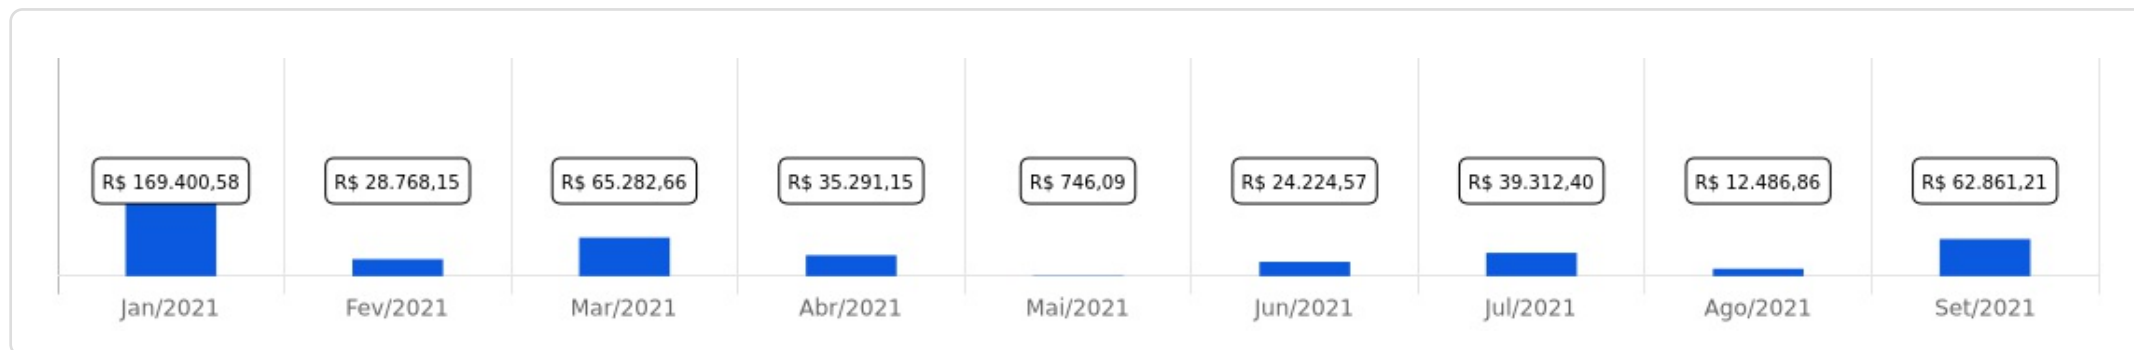 R$ 169.400,58 R$ 28.768,15 R$ 65.282,66 R$ 35.291,15 R$ 746,09 R$ 24.224,57 R$ 39.312,40 R$ 12.486,86 R$ 62.861,21
Jan/2021 Fev/2021 Mar/2021 Abr/2021 Mai/2021 Jun/2021 Jul/2021 Ago/2021 Set/2021